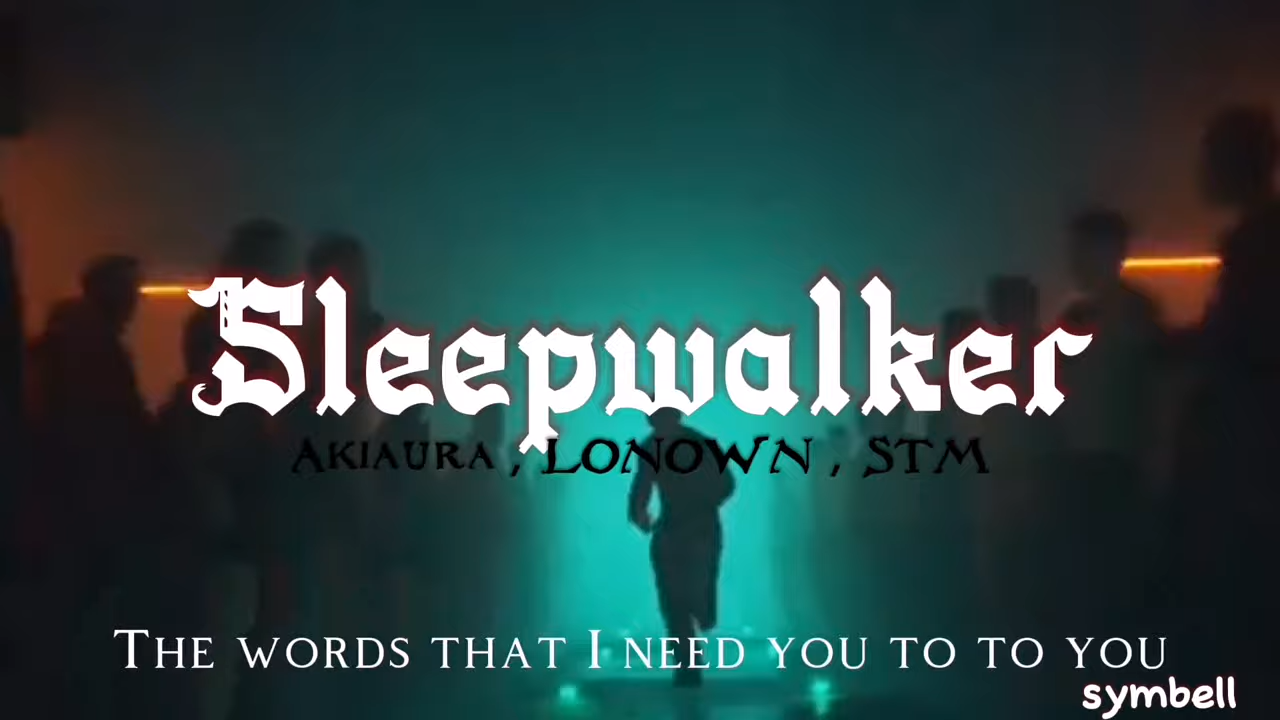 Sleepwalker
AKIAURA , LONOWN , STM
THE WORDS THAT I NEED YOU TO TO YOU
symbell